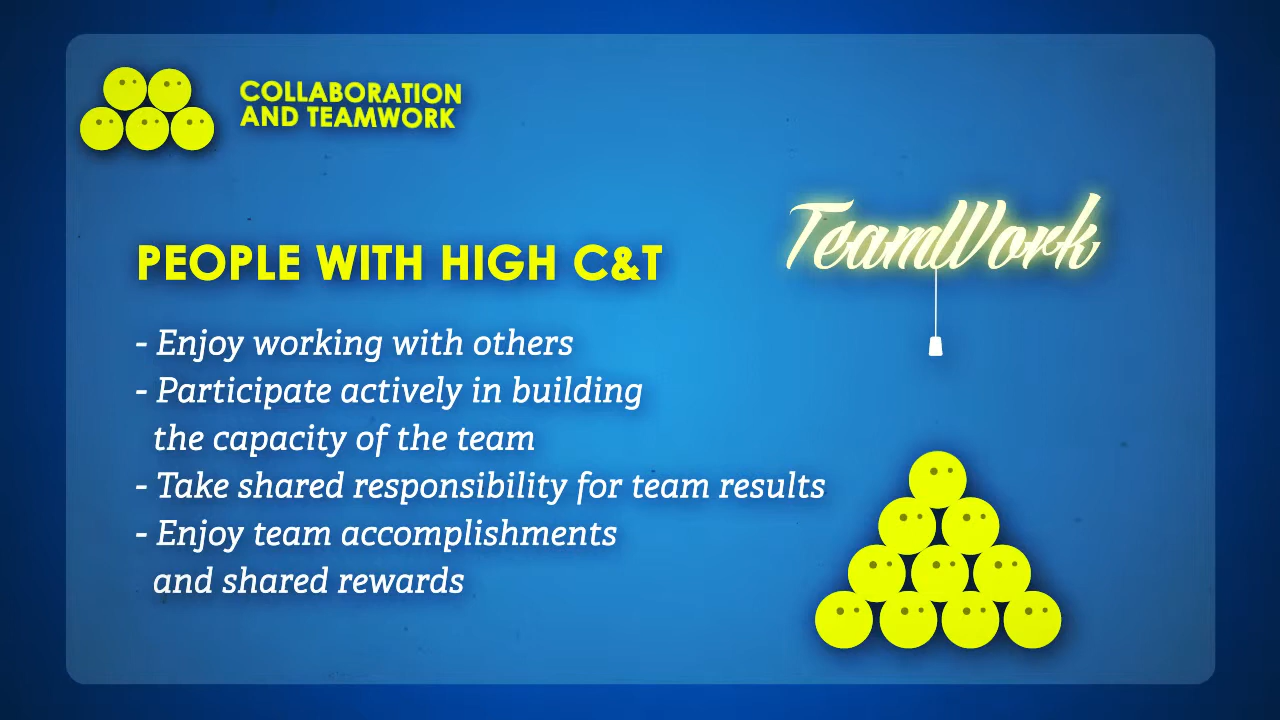 COLLABORATION
AND TEAMWORK
TeamWork
PEOPLE WITH HIGH C&T
- Enjoy working with others
- Participate actively in building
the capacity of the team
- Take shared responsibility for team results
- Enjoy team accomplishments
and shared rewards